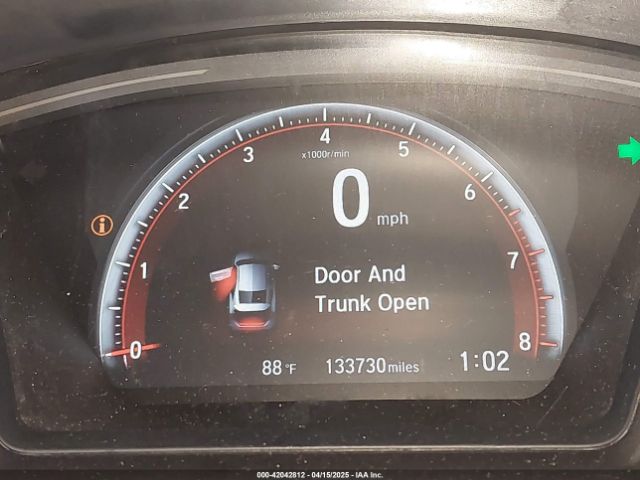 4
3
5
x1000r/min
2
6
0 mph
1
7
Door And
Trunk Open
0
8
88 °F
133730 miles
1:02
000-42042812 - 04/15/2025 - IAA Inc.